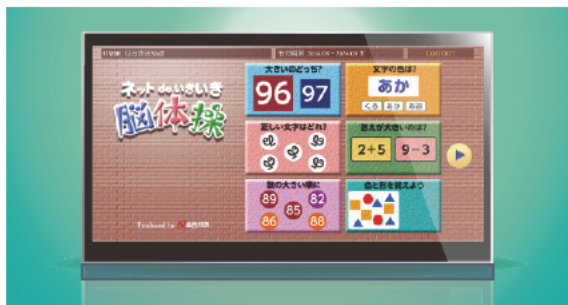 ネット de いきいき
脳体操
大きいのどっち?
96 97
文字の色は?
あか
くろ あか あお
正しい文字はどれ?
答えが大きいのは?
2+5 9-3
数の大きい順に
89 82
85
86 88
色と形を覚えよう
Produced by